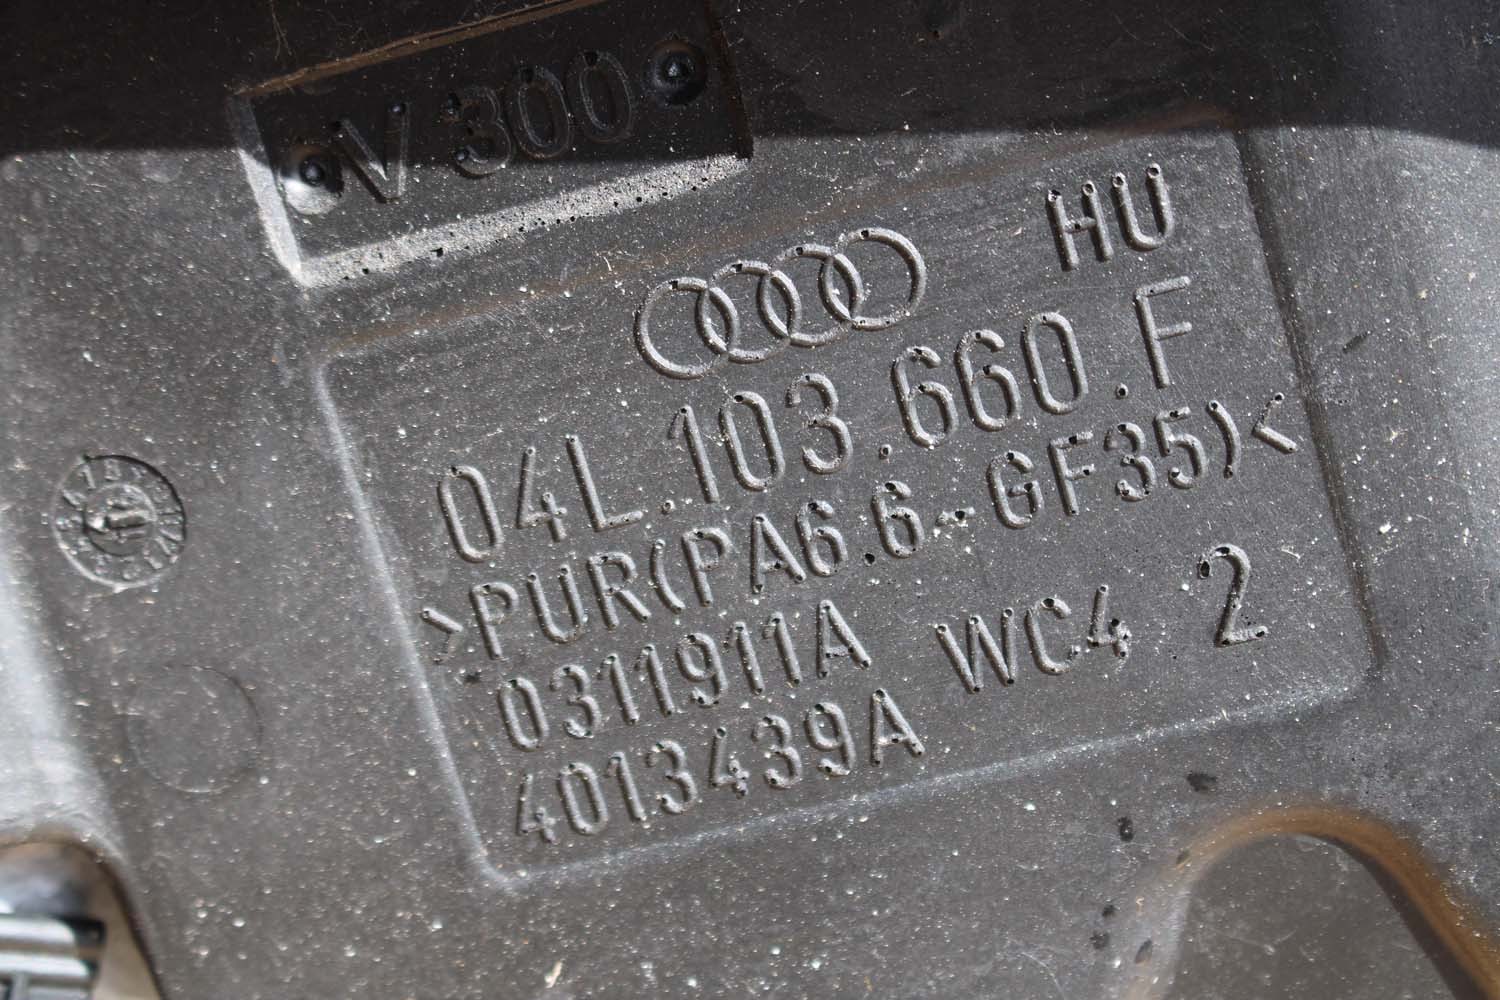 V 300
HU
04L.103.660.F
>PUR(PA6.6-GF35)<
0311911A WC4 2
4013439A